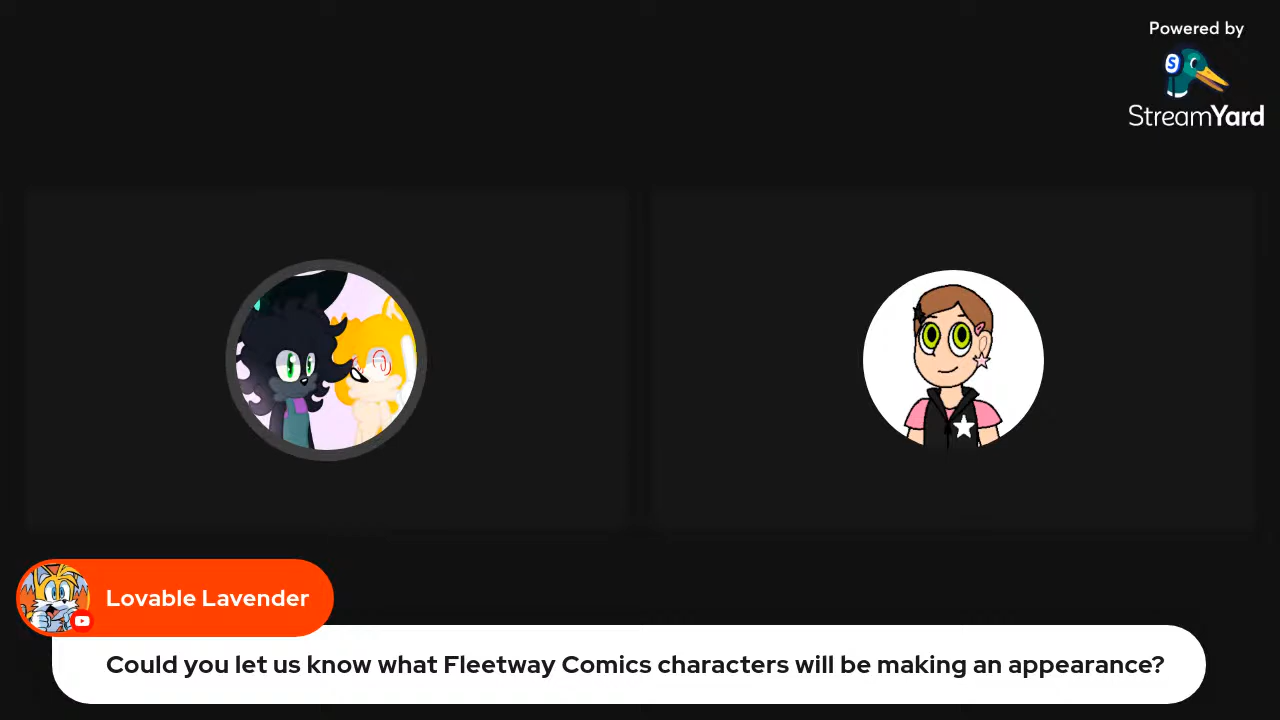 Powered by
S
StreamYard
Lovable Lavender
Could you let us know what Fleetway Comics characters will be making an appearance?